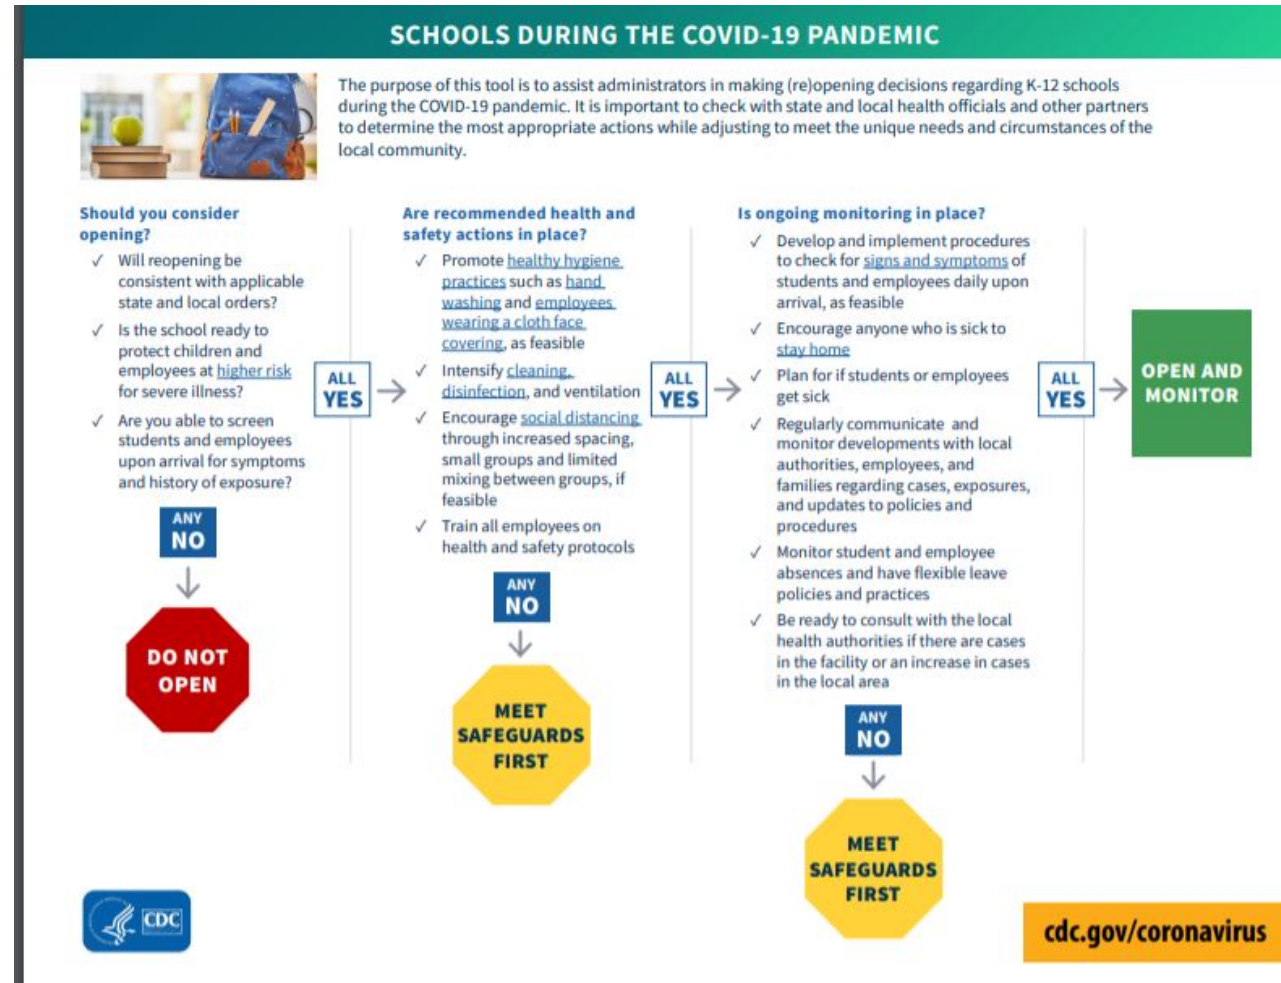 SCHOOLS DURING THE COVID-19 PANDEMIC
The purpose of this tool is to assist administrators in making (re)opening decisions regarding K-12 schools
during the COVID-19 pandemic. It is important to check with state and local health officials and other partners
to determine the most appropriate actions while adjusting to meet the unique needs and circumstances of the
local community.
Should you consider
opening?
✓ Will reopening be
consistent with applicable
state and local orders?
✓ Is the school ready to
protect children and
employees at higher risk
for severe illness?
✓ Are you able to screen
students and employees
upon arrival for symptoms
and history of exposure?
ANY
NO
DO NOT
OPEN
ALL
YES
Are recommended health and
safety actions in place?
✓ Promote healthy hygiene
practices such as hand
washing and employees
wearing a cloth face
covering, as feasible
✓ Intensify cleaning,
disinfection, and ventilation
✓ Encourage social distancing
through increased spacing,
small groups and limited
mixing between groups, if
feasible
✓ Train all employees on
health and safety protocols
ANY
NO
MEET
SAFEGUARDS
FIRST
ALL
YES
Is ongoing monitoring in place?
✓ Develop and implement procedures
to check for signs and symptoms of
students and employees daily upon
arrival, as feasible
✓ Encourage anyone who is sick to
stay home
✓ Plan for if students or employees
get sick
✓ Regularly communicate and
monitor developments with local
authorities, employees, and
families regarding cases, exposures,
and updates to policies and
procedures
✓ Monitor student and employee
absences and have flexible leave
policies and practices
✓ Be ready to consult with the local
health authorities if there are cases
in the facility or an increase in cases
in the local area
ANY
NO
MEET
SAFEGUARDS
FIRST
ALL
YES
OPEN AND
MONITOR
CDC
cdc.gov/coronavirus